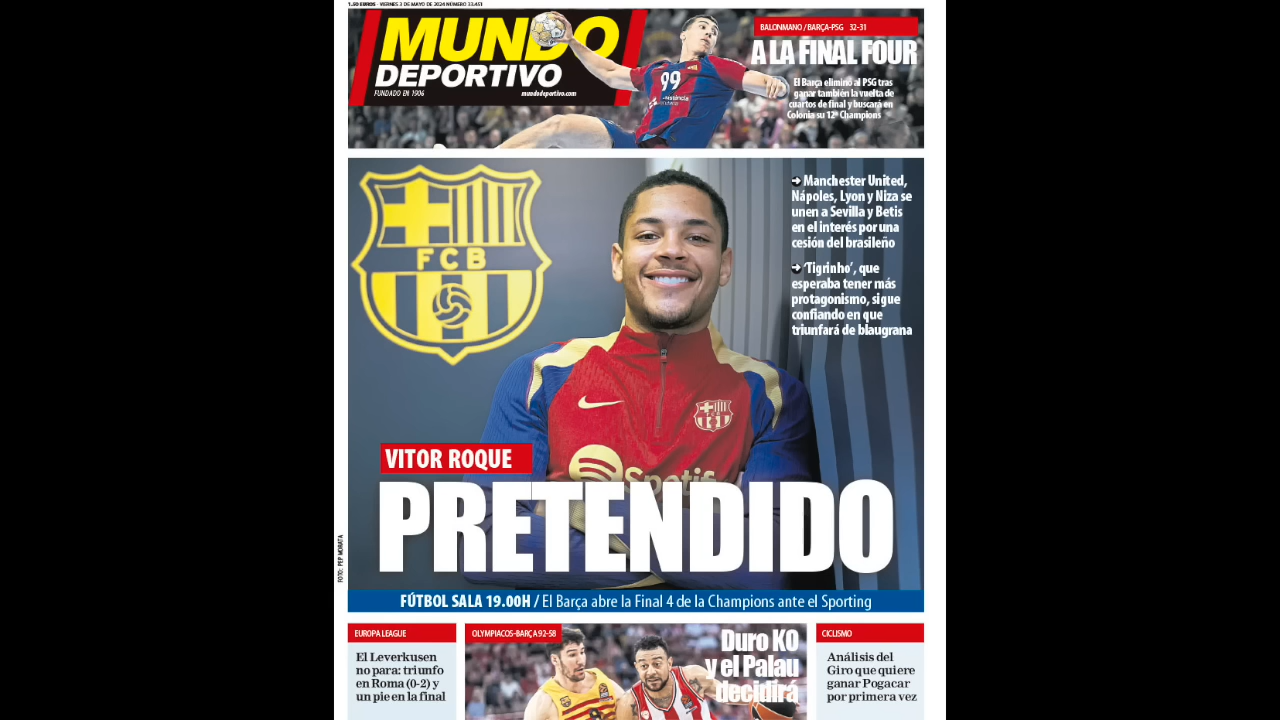 1.50 EUROS - VIERNES 3 DE MAYO DE 2024 NÚMERO 33.451
MUNDO
DEPORTIVO
FUNDADO EN 1906
mundodeportivo.com
99
BALONMANO / BARÇA-PSG 32-31
A LA FINAL FOUR
El Barça eliminó al PSG tras
ganar también la vuelta de
cuartos de final y buscará en
Colonia su 12ª Champions
FCB
Manchester United,
Nápoles, Lyon y Niza se
unen a Sevilla y Betis
en el interés por una
cesión del brasileño
'Tigrinho', que
esperaba tener más
protagonismo, sigue
confiando en que
triunfará de blaugrana
Spotify
VITOR ROQUE
PRETENDIDO
FOTO: PEP MORATA
FÚTBOL SALA 19.00H / El Barça abre la Final 4 de la Champions ante el Sporting
EUROPA LEAGUE
El Leverkusen
no para: triunfo
en Roma (0-2) y
un pie en la final
OLYMPIACOS-BARÇA 92-58
Duro KO
y el Palau
decidirá
CICLISMO
Análisis del
Giro que quiere
ganar Pogacar
por primera vez